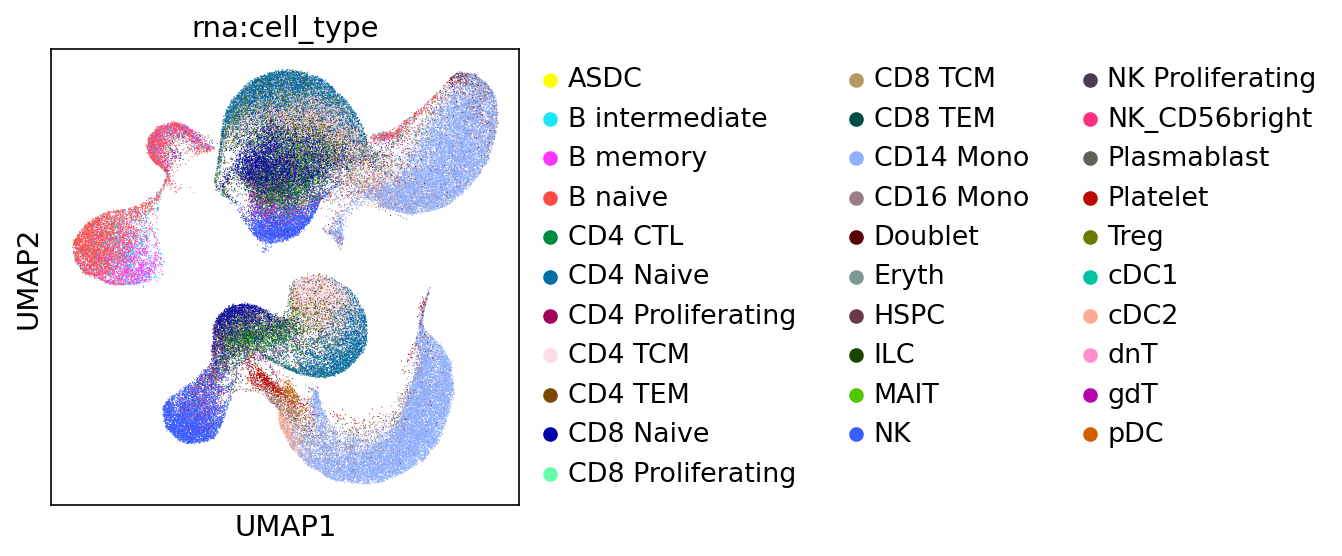 rna:cell_type
UMAP2
UMAP1
ASDC
B intermediate
B memory
B naive
CD4 CTL
CD4 Naive
CD4 Proliferating
CD4 TCM
CD4 TEM
CD8 Naive
CD8 Proliferating
CD8 TCM
CD8 TEM
CD14 Mono
CD16 Mono
Doublet
Eryth
HSPC
ILC
MAIT
NK
NK Proliferating
NK_CD56bright
Plasmablast
Platelet
Treg
cDC1
cDC2
dnT
gdT
pDC